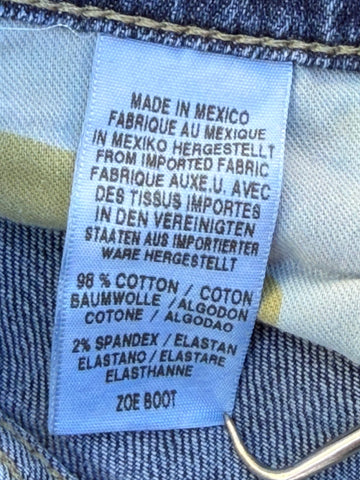 MADE IN MEXICO
FABRIQUE AU MEXIQUE
IN MEXIKO HERGESTELLT
FROM IMPORTED FABRIC
FABRIQUE AUX E.U. AVEC
DES TISSUS IMPORTES
IN DEN VEREINIGTEN
STAATEN AUS IMPORTIERTER
WARE HERGESTELLT
98 % COTTON / COTON
BAUMWOLLE / ALGODON
COTONE / ALGODAO
2% SPANDEX / ELASTAN
ELASTANO / ELASTARE
ELASTHANNE
ZOE BOOT